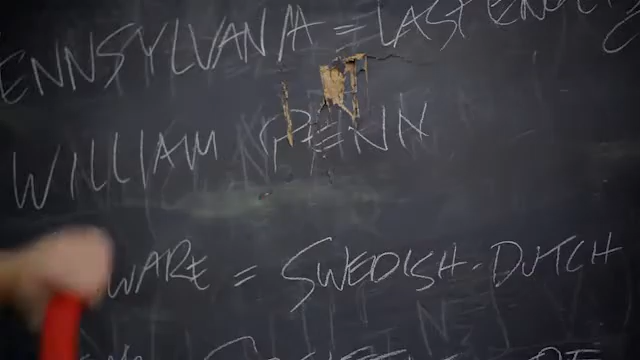 ENNSYLVANIA = LAST ENGL
WILLIAM PENN
WARE = SWEDISH-DUTCH